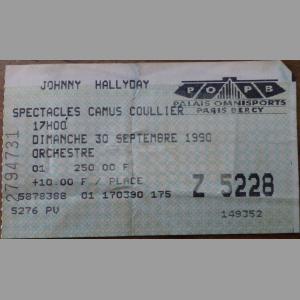 JOHNNY HALLYDAY
POPB
PALAIS OMNISPORTS
PARIS BERCY
SPECTACLES CAMUS COULLIER
17H00
DIMANCHE 30 SEPTEMBRE 1990
ORCHESTRE
01 250.00 F
+10.00 F / PLACE
Z 5228
5878388 01 170390 175
5276 PV
149352
2794731